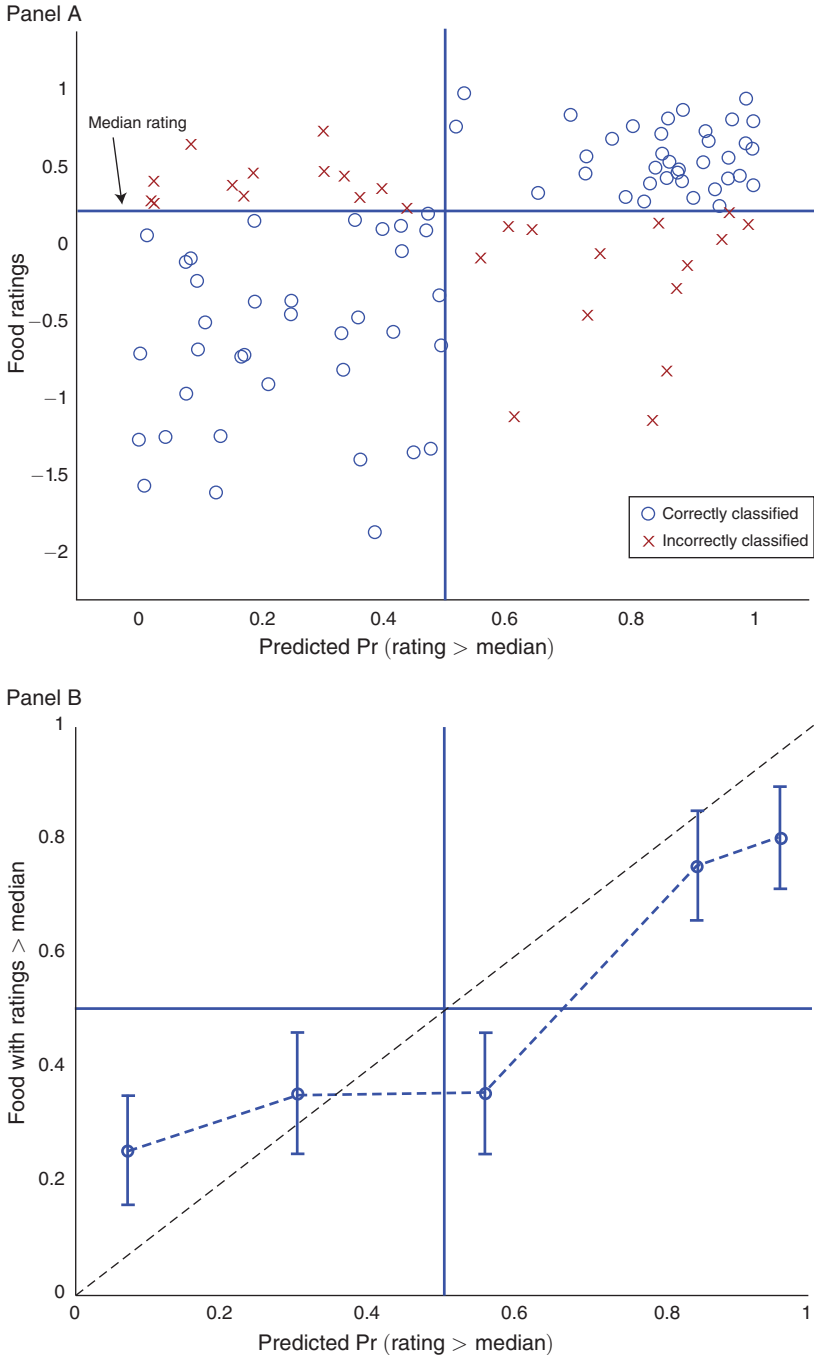 Panel A
1
Median rating
0.5
0
−0.5
−1
−1.5
−2
Food ratings
Correctly classified
Incorrectly classified
0
0.2
0.4
0.6
0.8
1
Predicted Pr (rating > median)
Panel B
1
0.8
0.6
0.4
0.2
0
Food with ratings > median
0
0.2
0.4
0.6
0.8
1
Predicted Pr (rating > median)